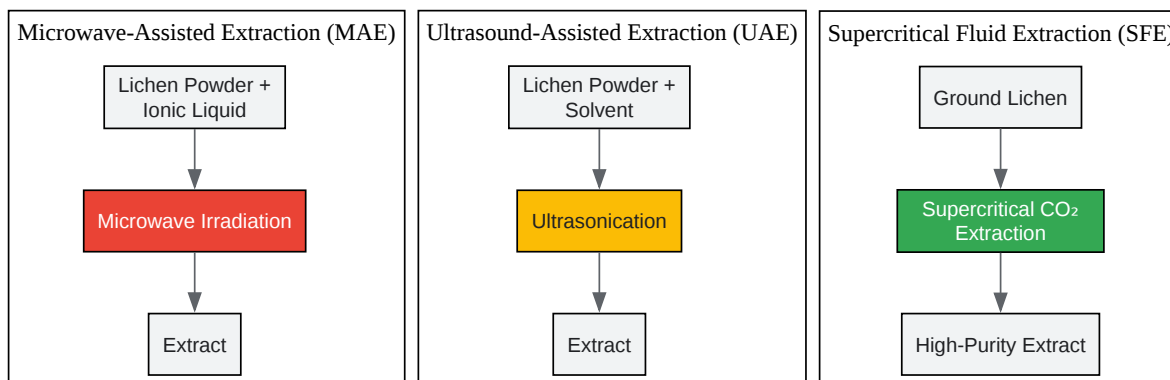 Microwave-Assisted Extraction (MAE)
Lichen Powder +
Ionic Liquid
Microwave Irradiation
Extract
Ultrasound-Assisted Extraction (UAE)
Lichen Powder +
Solvent
Ultrasonication
Extract
Supercritical Fluid Extraction (SFE)
Ground Lichen
Supercritical CO₂
Extraction
High-Purity Extract